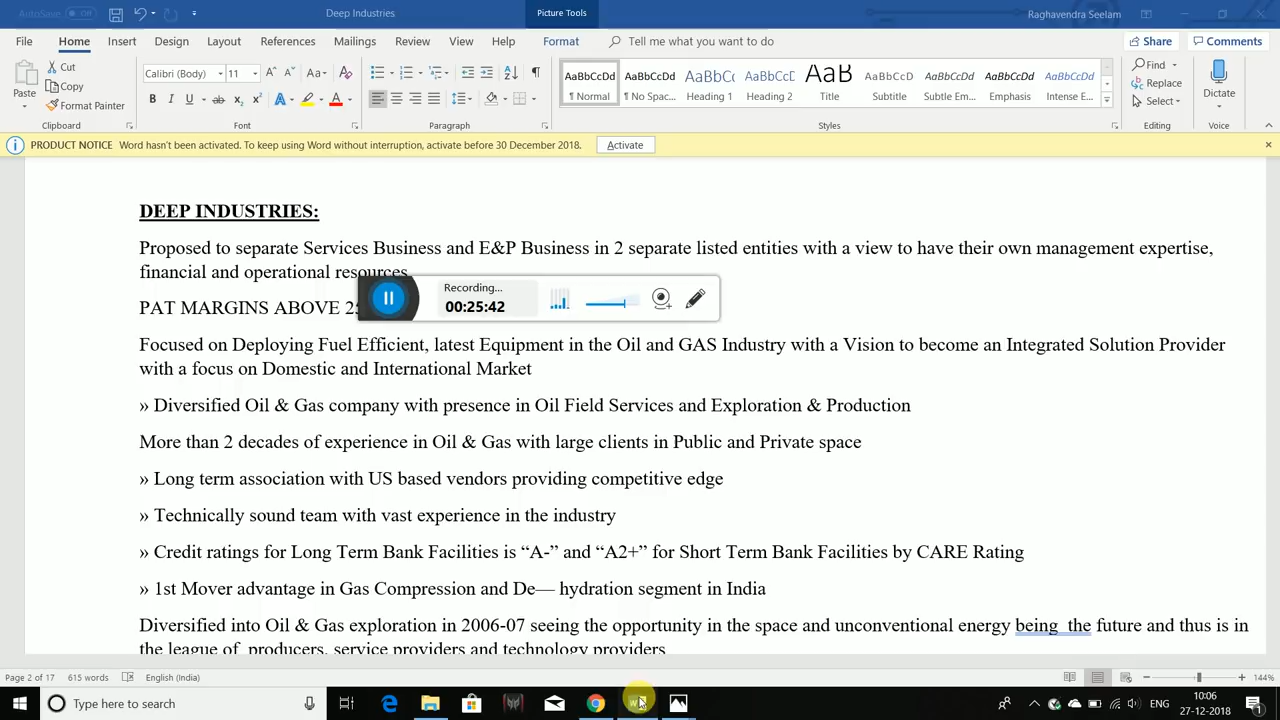 AutoSave Off
Deep Industries
Picture Tools
Raghavendra Seelam
File Home Insert Design Layout References Mailings Review View Help Format Tell me what you want to do Share Comments
Paste
Cut
Copy
Format Painter
Clipboard
Calibri (Body) 11 Aa
B I U ab x₂ x² A A
Font
Paragraph
AaBbCcDd AaBbCcDd AaBbC AaBbCcD AaB AaBbCcD AaBbCcDd AaBbCcDd AaBbCcDd
¶ Normal ¶ No Spac... Heading 1 Heading 2 Title Subtitle Subtle Em... Emphasis Intense E...
Styles
Find
Replace
Select
Editing
Dictate
Voice
PRODUCT NOTICE Word hasn't been activated. To keep using Word without interruption, activate before 30 December 2018. Activate
DEEP INDUSTRIES:
Proposed to separate Services Business and E&P Business in 2 separate listed entities with a view to have their own management expertise,
financial and operational resources
Recording...
00:25:42
PAT MARGINS ABOVE
Focused on Deploying Fuel Efficient, latest Equipment in the Oil and GAS Industry with a Vision to become an Integrated Solution Provider
with a focus on Domestic and International Market
» Diversified Oil & Gas company with presence in Oil Field Services and Exploration & Production
More than 2 decades of experience in Oil & Gas with large clients in Public and Private space
» Long term association with US based vendors providing competitive edge
» Technically sound team with vast experience in the industry
» Credit ratings for Long Term Bank Facilities is “A-” and “A2+” for Short Term Bank Facilities by CARE Rating
» 1st Mover advantage in Gas Compression and De— hydration segment in India
Diversified into Oil & Gas exploration in 2006-07 seeing the opportunity in the space and unconventional energy being the future and thus is in
the league of producers, service providers and technology providers
Page 2 of 17 615 words English (India) 144%
Type here to search
ENG
10:06
27-12-2018